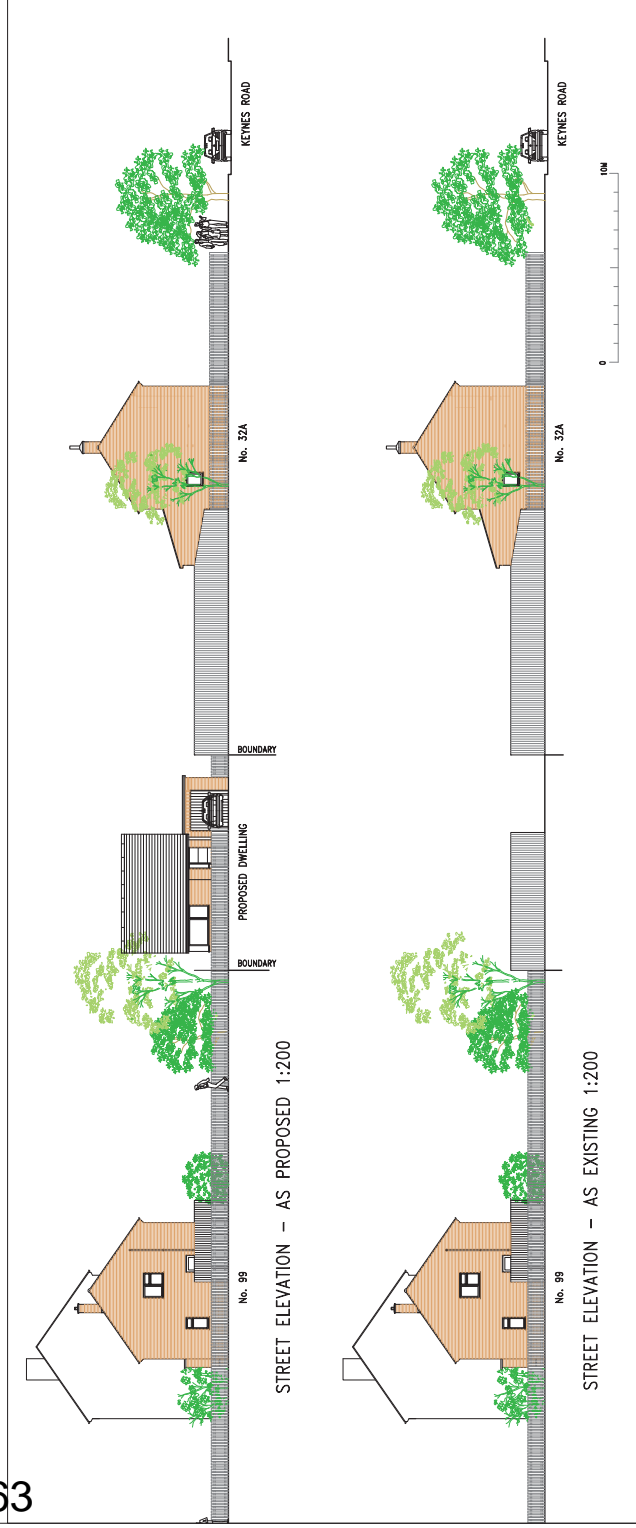 No. 99
BOUNDARY
PROPOSED DWELLING
BOUNDARY
No. 32A
KEYNES ROAD
STREET ELEVATION - AS PROPOSED 1:200
No. 99
No. 32A
KEYNES ROAD
STREET ELEVATION - AS EXISTING 1:200
0
10M
63